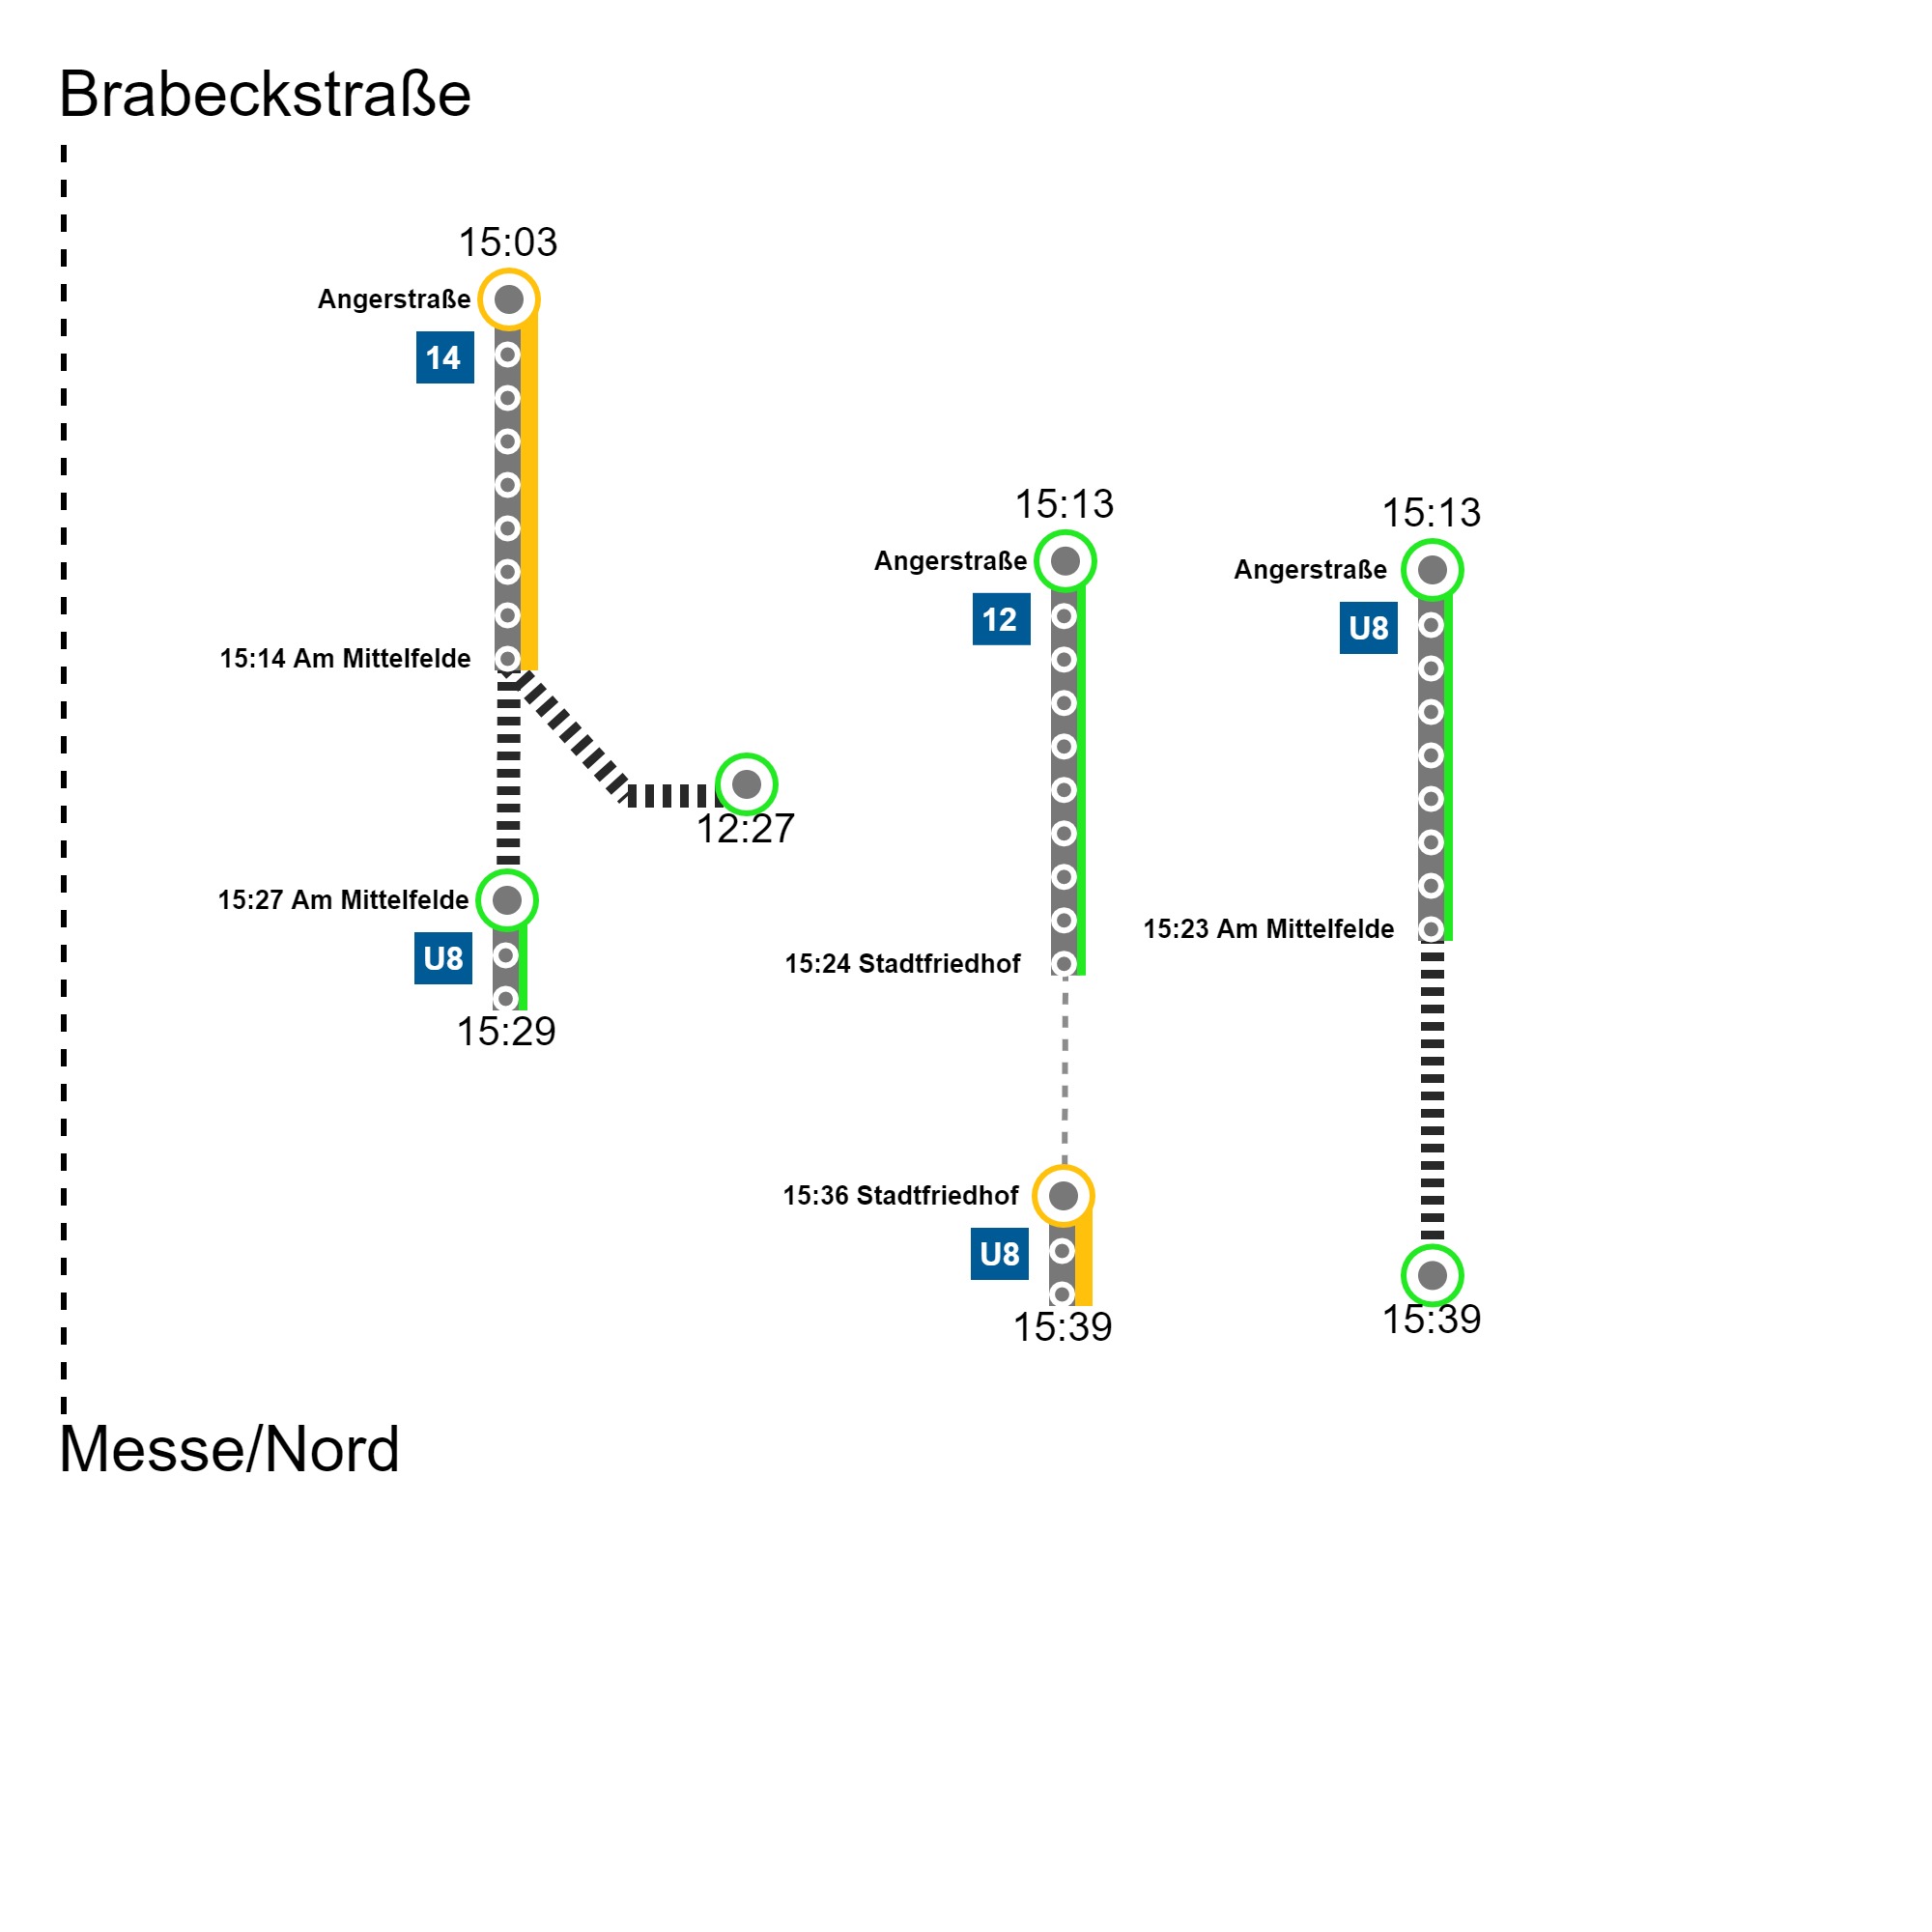 Brabeckstraße
15:03
Angerstraße
14
15:14 Am Mittelfelde
12:27
15:27 Am Mittelfelde
U8
15:29
15:13
Angerstraße
12
15:24 Stadtfriedhof
15:36 Stadtfriedhof
U8
15:39
15:13
Angerstraße
U8
15:23 Am Mittelfelde
15:39
Messe/Nord